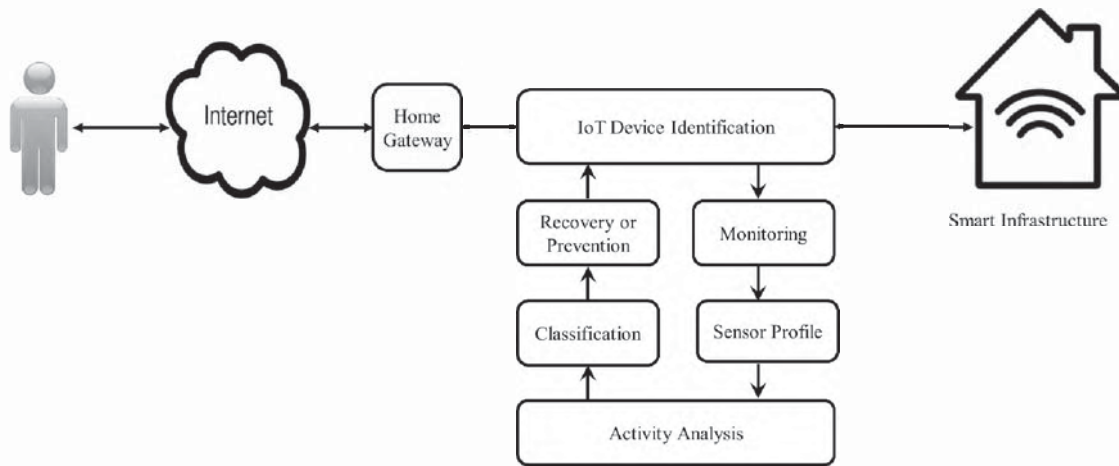 Internet
Home
Gateway
IoT Device Identification
Smart Infrastructure
Recovery or
Prevention
Monitoring
Classification
Sensor Profile
Activity Analysis